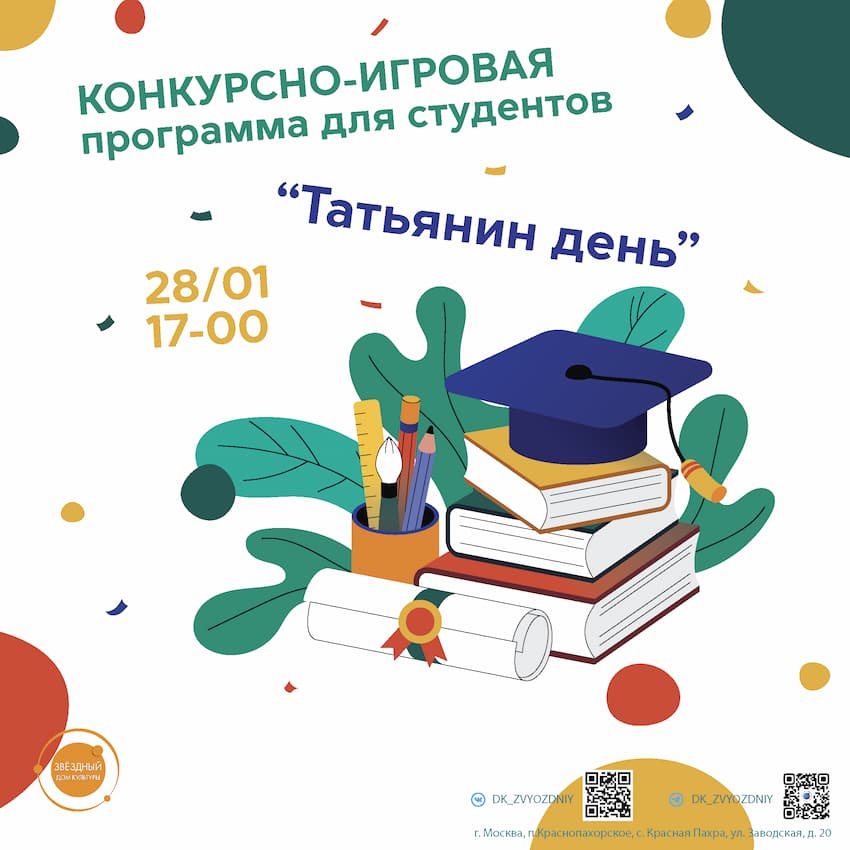 КОНКУРСНО-ИГРОВАЯ
программа для студентов
“Татьянин день”
28/01
17-00
ЗВЁЗДНЫЙ
ДОМ КУЛЬТУРЫ
DK_ZVYOZDNIY
DK_ZVYOZDNIY
г. Москва, п.Краснопахорское, с. Красная Пахра, ул. Заводская, д. 20